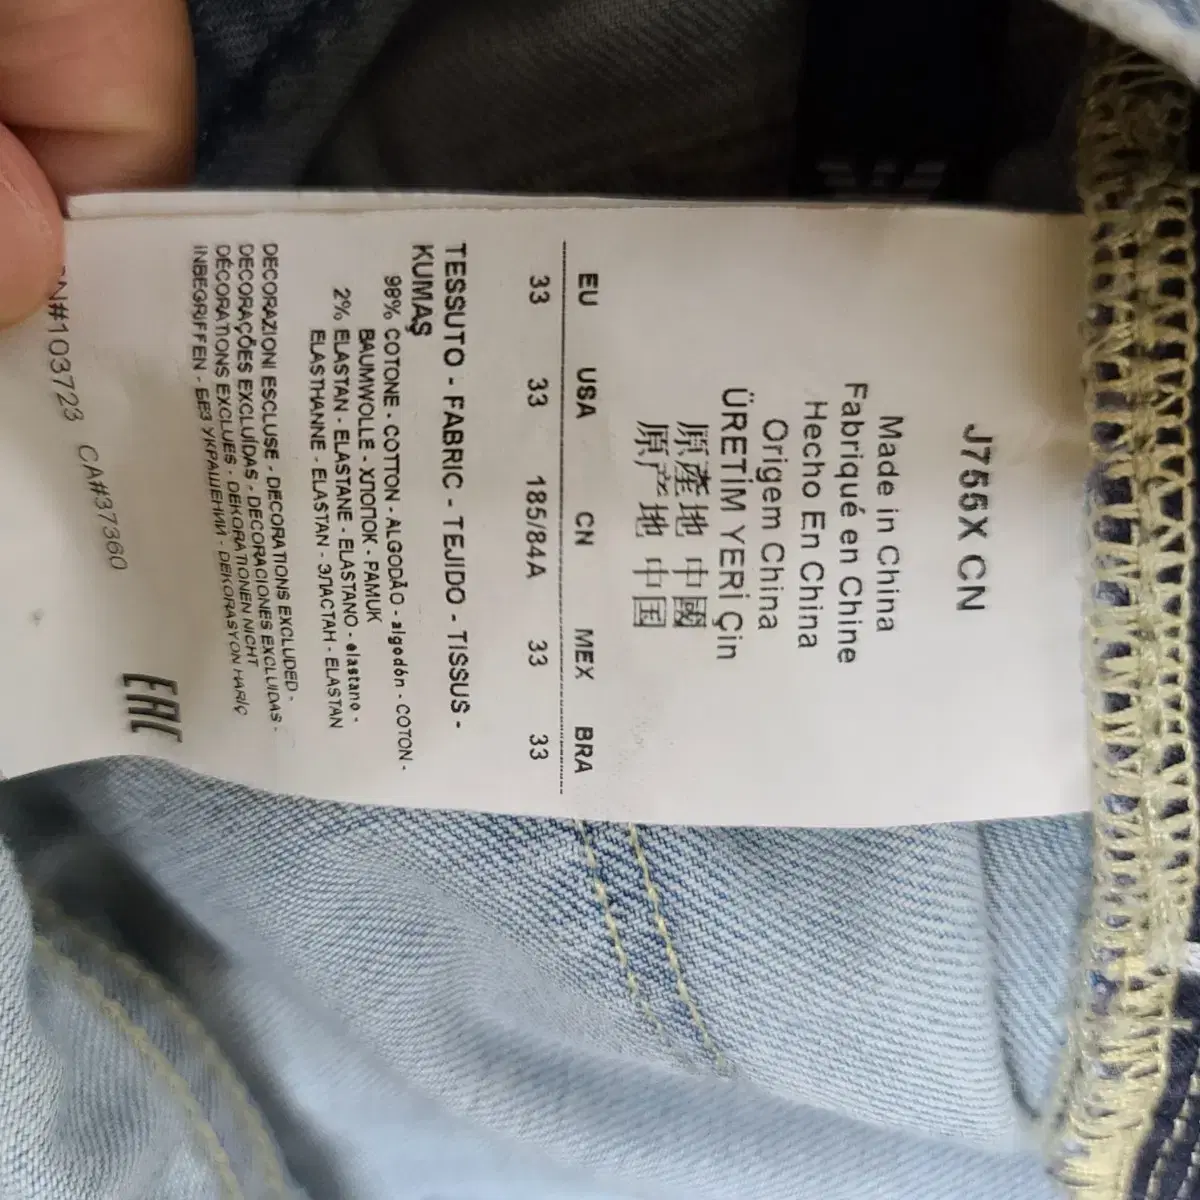 J755X CN
Made in China
Fabriqué en Chine
Hecho En China
Origem China
ÜRETİM YERİ Çin
原產地 中國
原产地 中国
EU USA CN MEX BRA
33 33 185/84A 33 33
TESSUTO - FABRIC - TEJIDO - TISSUS -
KUMAŞ
98% COTONE - COTTON - ALGODÃO - algodón - COTON -
BAUMWOLLE - ХЛОПОК - PAMUK
2% ELASTAN - ELASTANE - ELASTANO - elastano -
ELASTHANNE - ELASTAN - ЭЛАСТАН - ELASTAN
DECORAZIONI ESCLUSE - DECORATIONS EXCLUDED -
DECORAÇÕES EXCLUÍDAS - DECORACIONES EXCLUIDAS -
DÉCORATIONS EXCLUES - DEKORATIONEN NICHT
INBEGRIFFEN - БЕЗ УКРАШЕНИИ - DEKORASYON HARİÇ
EAC
N#103723 CA#37360